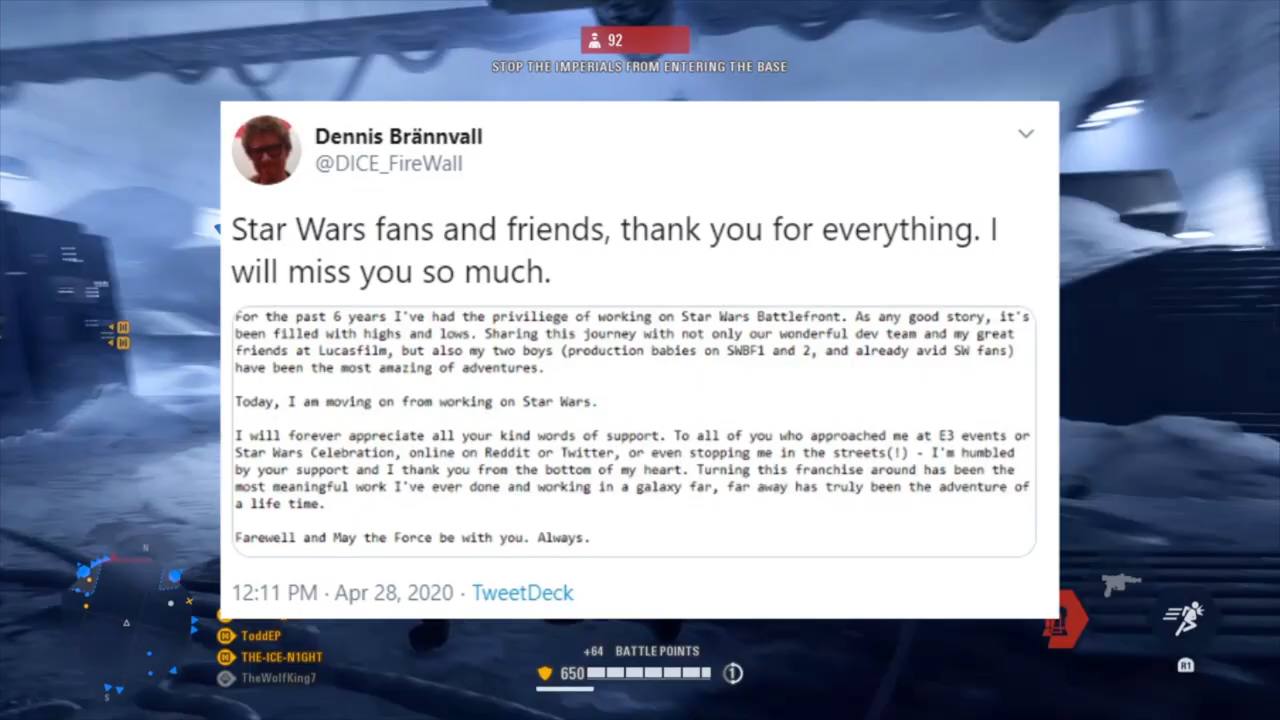 92
STOP THE IMPERIALS FROM ENTERING THE BASE
Dennis Brännvall
@DICE_FireWall
Star Wars fans and friends, thank you for everything. I
will miss you so much.
For the past 6 years I've had the priviliege of working on Star Wars Battlefront. As any good story, it's
been filled with highs and lows. Sharing this journey with not only our wonderful dev team and my great
friends at Lucasfilm, but also my two boys (production babies on SWBF1 and 2, and already avid SW fans)
have been the most amazing of adventures.
Today, I am moving on from working on Star Wars.
I will forever appreciate all your kind words of support. To all of you who approached me at E3 events or
Star Wars Celebration, online on Reddit or Twitter, or even stopping me in the streets(!) - I'm humbled
by your support and I thank you from the bottom of my heart. Turning this franchise around has been the
most meaningful work I've ever done and working in a galaxy far, far away has truly been the adventure of
a life time.
Farewell and May the Force be with you. Always.
12:11 PM · Apr 28, 2020 · TweetDeck
N
S
ToddEP
THE-ICE-N1GHT
TheWolfKing7
+64 BATTLE POINTS
650
1
R1